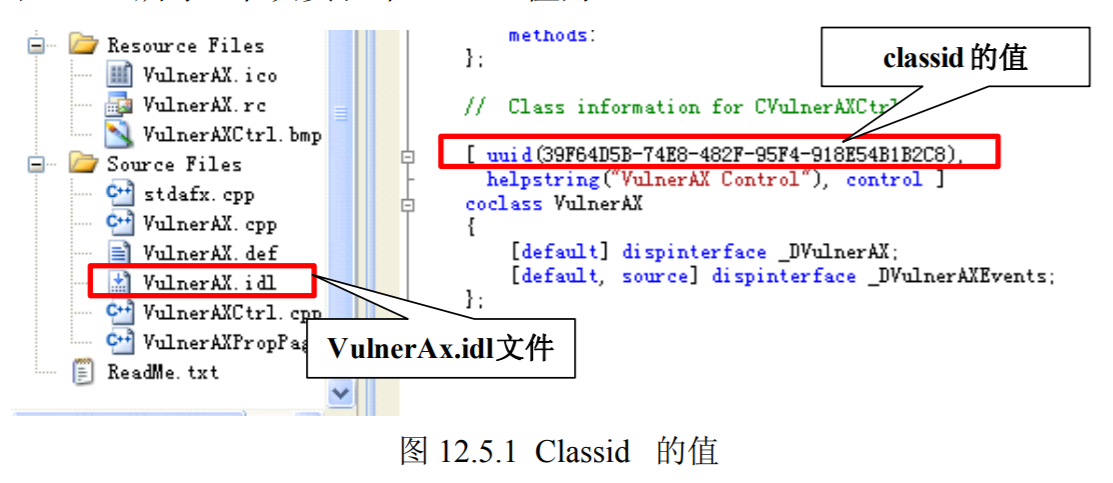 Resource Files
VulnerAX.ico
VulnerAX.rc
VulnerAXCtrl.bmp
Source Files
stdafx.cpp
VulnerAX.cpp
VulnerAX.def
VulnerAX.idl
VulnerAXCtrl.cpp
VulnerAXPropPa
ReadMe.txt
VulnerAx.idl文件
methods:
};
classid 的值
// Class information for CVulnerAXCtrl
[ uuid(39F64D5B-74E8-482F-95F4-918E54B1B2C8),
helpstring("VulnerAX Control"), control ]
coclass VulnerAX
{
[default] dispinterface _DVulnerAX;
[default, source] dispinterface _DVulnerAXEvents;
};
图 12.5.1 Classid 的值